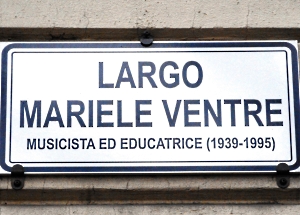 LARGO
MARIELE VENTRE
MUSICISTA ED EDUCATRICE (1939-1995)